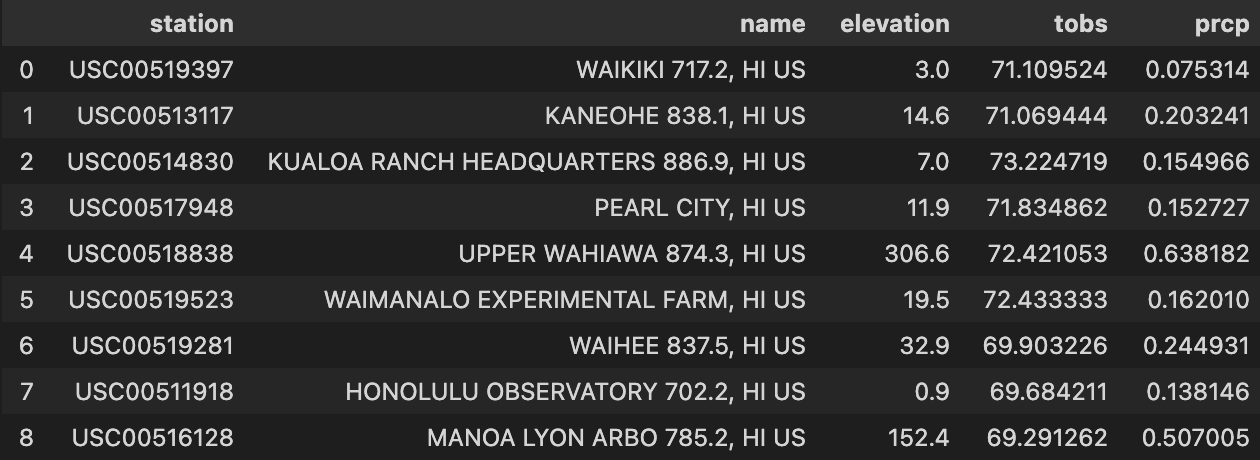 station name elevation tobs prcp
0 USC00519397 WAIKIKI 717.2, HI US 3.0 71.109524 0.075314
1 USC00513117 KANEOHE 838.1, HI US 14.6 71.069444 0.203241
2 USC00514830 KUALOA RANCH HEADQUARTERS 886.9, HI US 7.0 73.224719 0.154966
3 USC00517948 PEARL CITY, HI US 11.9 71.834862 0.152727
4 USC00518838 UPPER WAHIAWA 874.3, HI US 306.6 72.421053 0.638182
5 USC00519523 WAIMANALO EXPERIMENTAL FARM, HI US 19.5 72.433333 0.162010
6 USC00519281 WAIHEE 837.5, HI US 32.9 69.903226 0.244931
7 USC00511918 HONOLULU OBSERVATORY 702.2, HI US 0.9 69.684211 0.138146
8 USC00516128 MANOA LYON ARBO 785.2, HI US 152.4 69.291262 0.507005